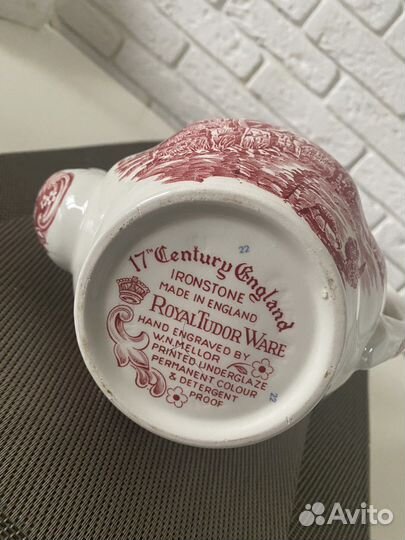 22
17TH Century England
IRONSTONE
MADE IN ENGLAND
ROYAL TUDOR WARE
HAND ENGRAVED BY
W.N. MELLOR
PRINTED UNDERGLAZE
PERMANENT COLOUR
& DETERGENT
PROOF
22
Avito